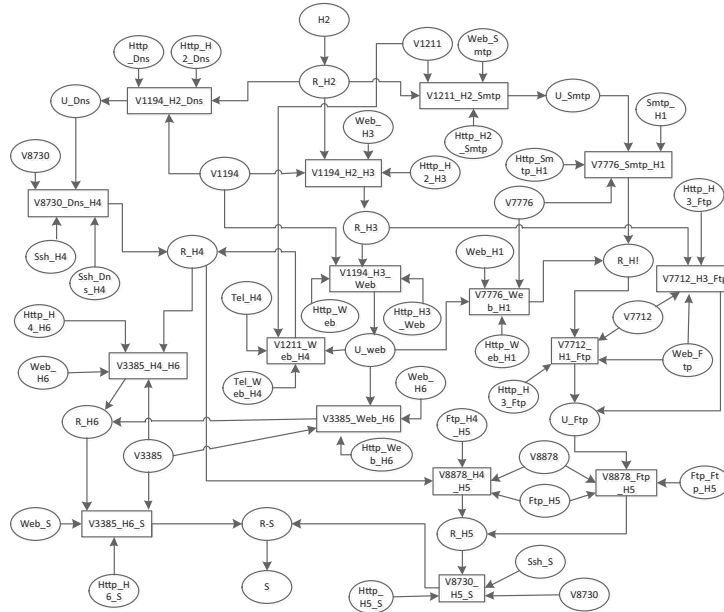 H2
Http
_Dns
Http_H
2_Dns
V1211
Web_S
mtp
R_H2
U_Dns
V1194_H2_Dns
V1211_H2_Smtp
U_Smtp
Smtp_
H1
Web_
H3
Http_H2
_Smtp
V8730
V1194
V1194_H2_H3
Http_H
2_H3
Http_Sm
tp_H1
V7776_Smtp_H1
Http_H
3_Ftp
V8730_Dns_H4
V7776
R_H3
Ssh_H4
Ssh_Dn
s_H4
R_H4
Web_H1
R_H!
V1194_H3
_Web
V7712_H3_Ftp
Tel_H4
Http_W
eb
Http_H3
_Web
V7776_We
b_H1
V7712
Http_H
4_H6
V1211_W
eb_H4
U_web
Http_W
eb_H1
V7712_
H1_Ftp
Web_F
tp
Web_
H6
V3385_H4_H6
Tel_W
eb_H4
Web_
H6
Http_H
3_Ftp
R_H6
V3385_Web_H6
Ftp_H4
_H5
U_Ftp
V3385
Http_We
b_H6
V8878
V8878_H4
_H5
V8878_Ftp
_H5
Ftp_Ft
p_H5
Ftp_H5
Web_S
V3385_H6_S
R-S
R_H5
Http_H
6_S
S
Http_
H5_S
V8730_
H5_S
Ssh_S
V8730